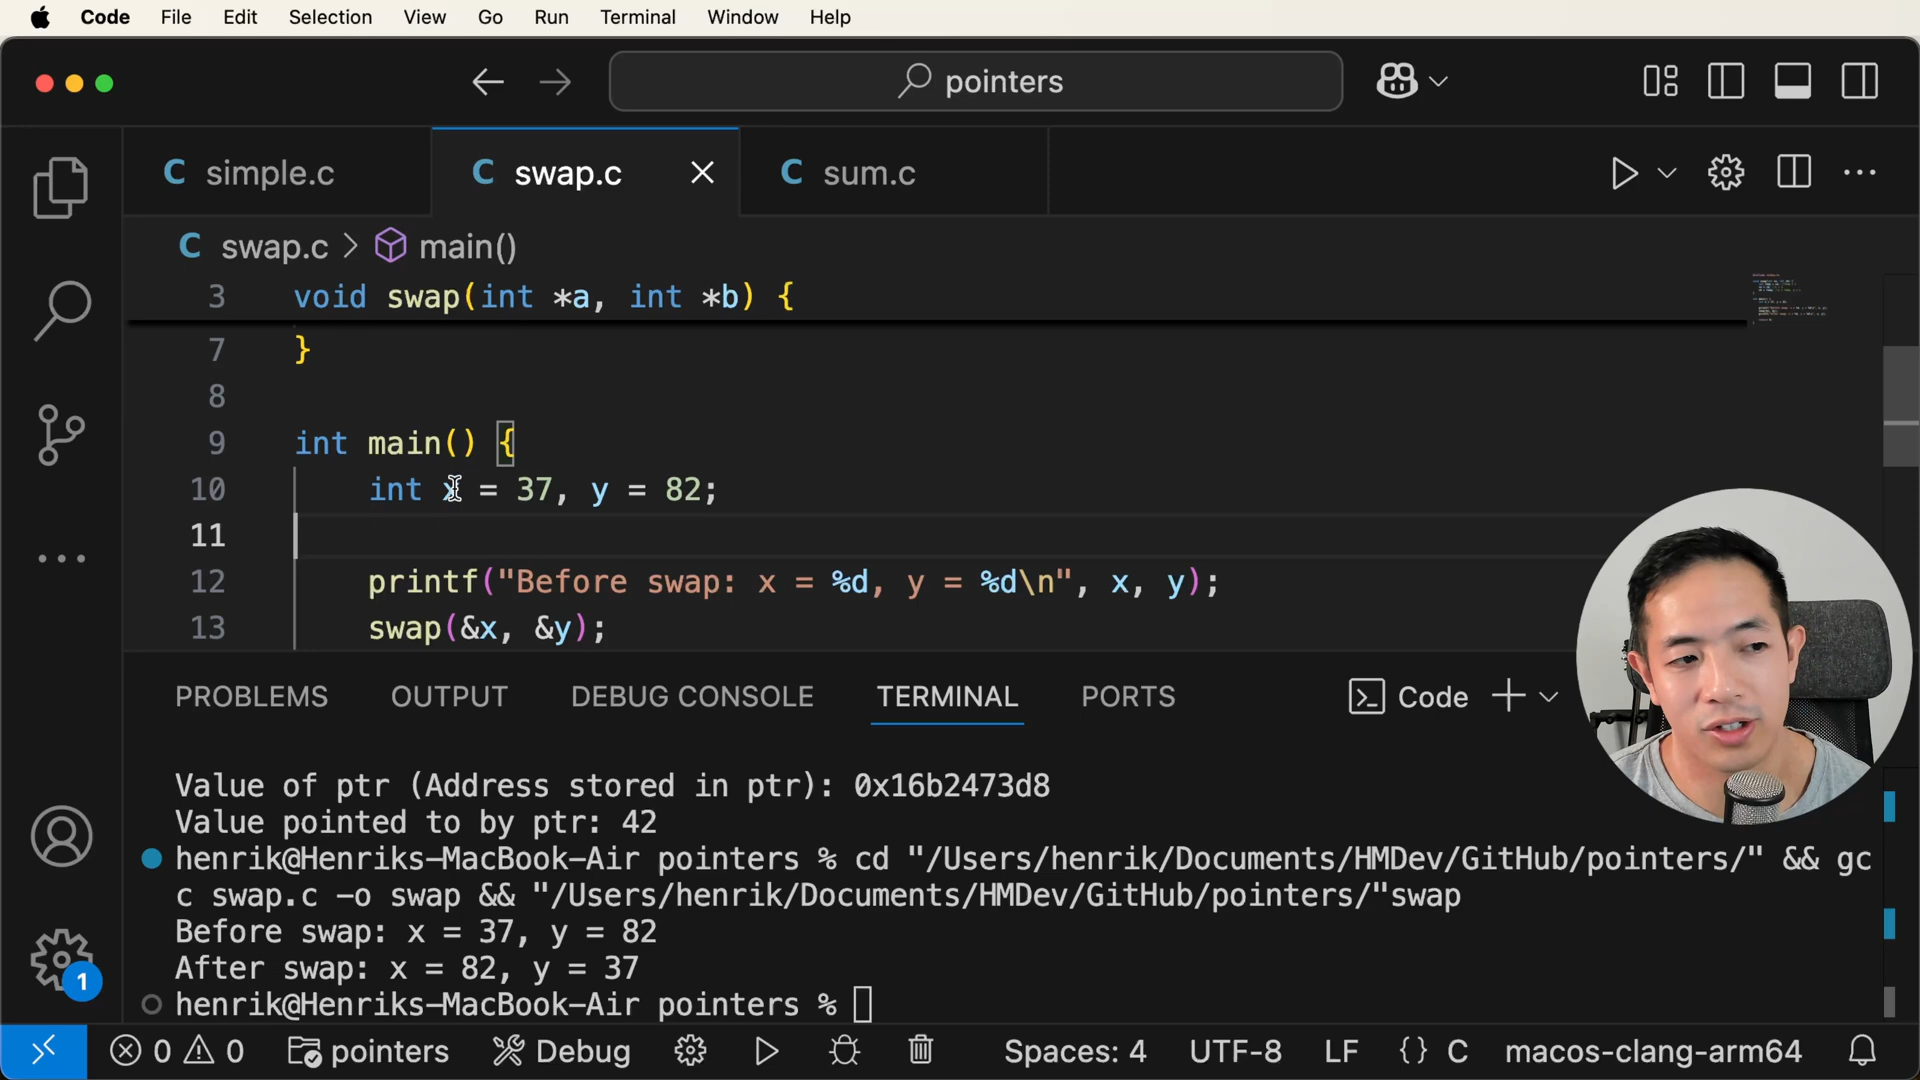 Code File Edit Selection View Go Run Terminal Window Help
pointers
C simple.c C swap.c C sum.c
C swap.c > main()
3 void swap(int *a, int *b) {
7 }
8
9 int main() {
10 int x = 37, y = 82;
11
12 printf("Before swap: x = %d, y = %d\n", x, y);
13 swap(&x, &y);
PROBLEMS OUTPUT DEBUG CONSOLE TERMINAL PORTS Code
Value of ptr (Address stored in ptr): 0x16b2473d8
Value pointed to by ptr: 42
henrik@Henriks-MacBook-Air pointers % cd "/Users/henrik/Documents/HMDev/GitHub/pointers/" && gc
c swap.c -o swap && "/Users/henrik/Documents/HMDev/GitHub/pointers/"swap
Before swap: x = 37, y = 82
After swap: x = 82, y = 37
henrik@Henriks-MacBook-Air pointers %
1
0 0 pointers Debug Spaces: 4 UTF-8 LF {} C macos-clang-arm64